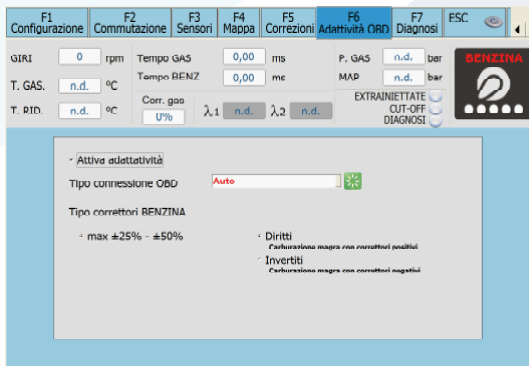 F1 F2 F3 F4 F5 F6 F7 ESC
Configurazione Commutazione Sensori Mappa Correzioni Adattività OBD Diagnosi
GIRI 0 rpm Tempo GAS 0,00 ms P. GAS n.d. bar BENZINA
T. GAS. n.d. °C Tempo BENZ 0,00 ms MAP n.d. bar
T. RID. n.d. °C Corr. gas 0% λ1 n.d. λ2 n.d.
EXTRAINIETTATE
CUT-OFF
DIAGNOSI
Attiva adattatività
Tipo connessione OBD Auto
Tipo correttori BENZINA
max ±25% - ±50%
Diritti
Carburazione magra con correttori positivi
Invertiti
Carburazione magra con correttori negativi